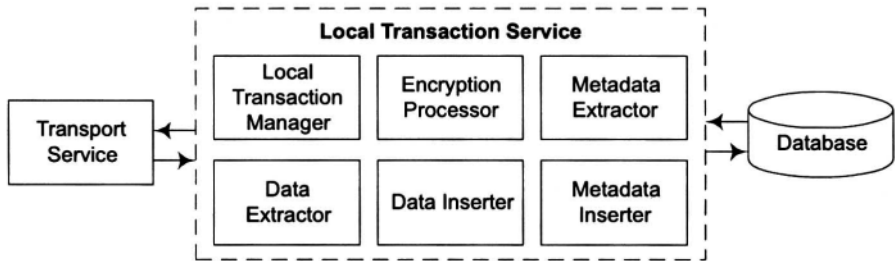 Local Transaction Service
Local
Transaction
Manager
Encryption
Processor
Metadata
Extractor
Transport
Service
Database
Data
Extractor
Data Inserter
Metadata
Inserter